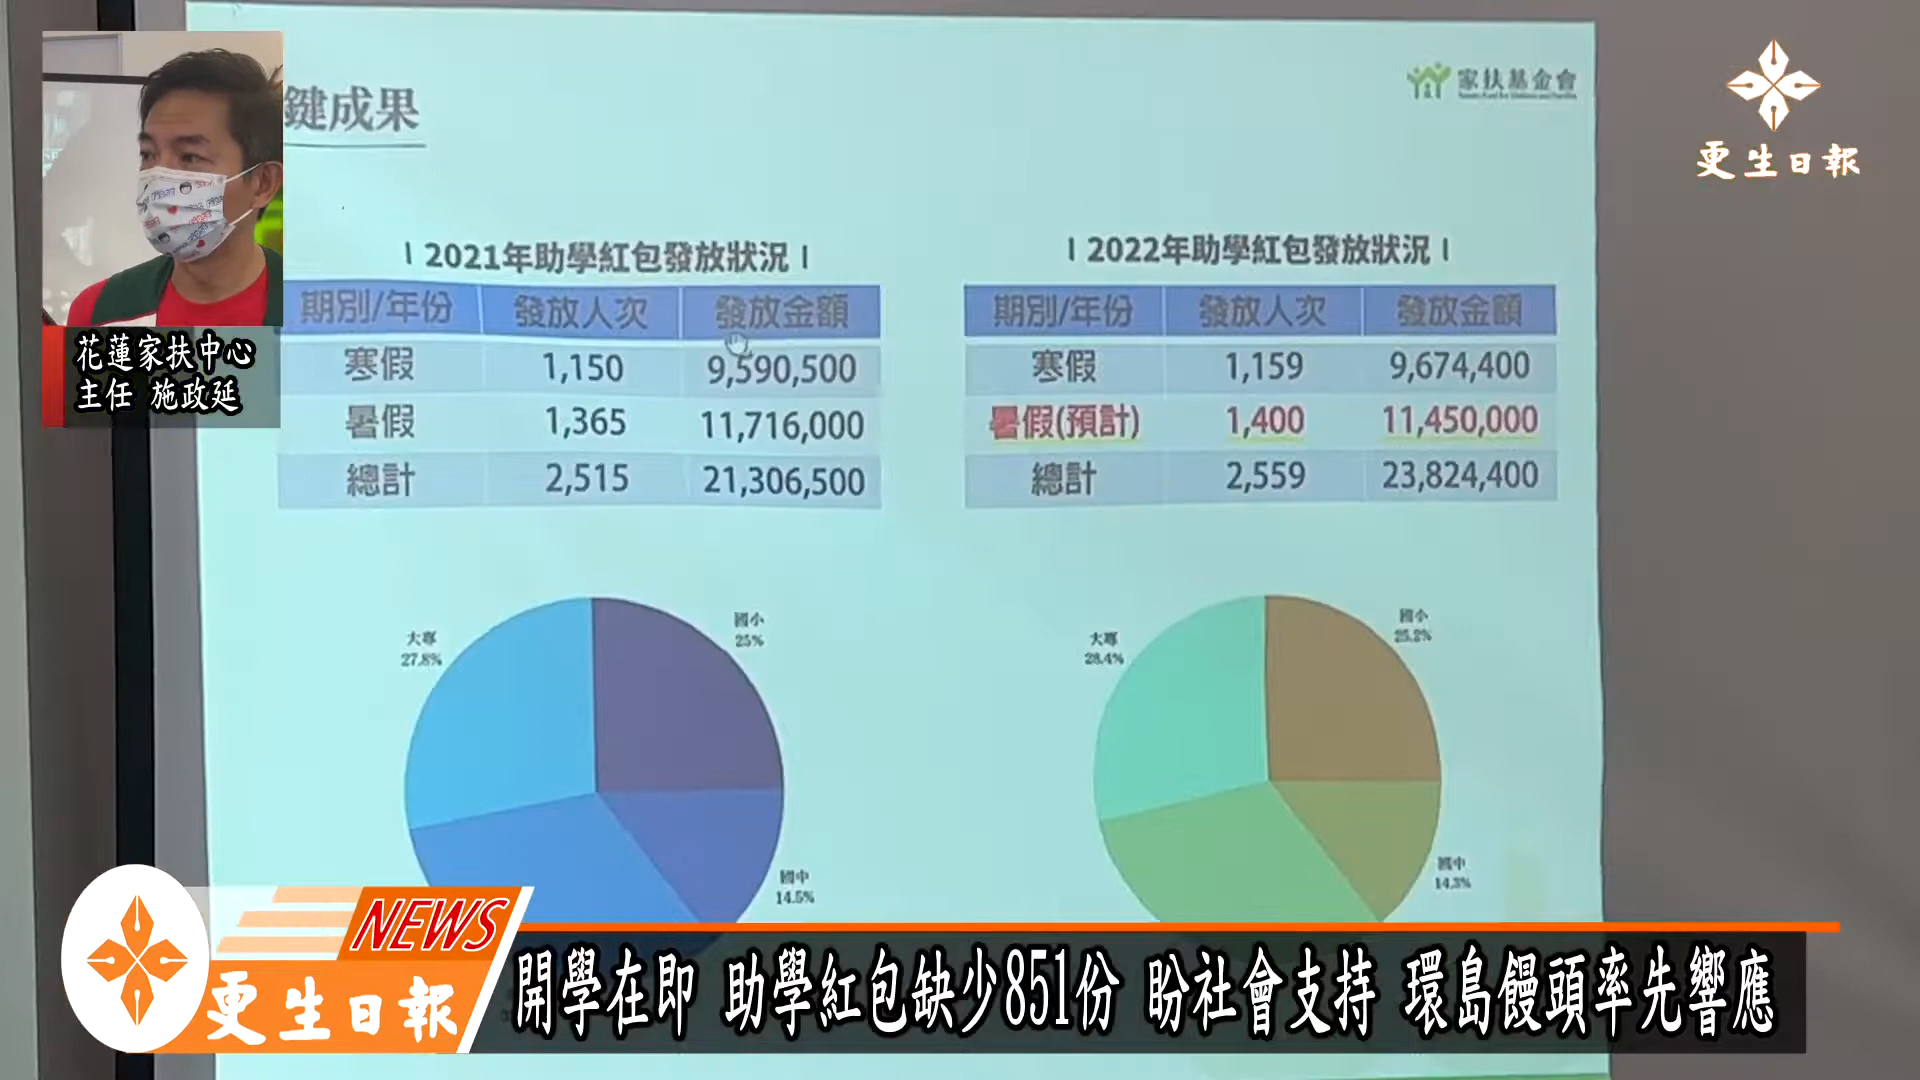 鍵成果
家扶基金會
更生日報
| 2021年助學紅包發放狀況 |
期別/年份 發放人次 發放金額
寒假 1,150 9,590,500
暑假 1,365 11,716,000
總計 2,515 21,306,500
| 2022年助學紅包發放狀況 |
期別/年份 發放人次 發放金額
寒假 1,159 9,674,400
暑假(預計) 1,400 11,450,000
總計 2,559 23,824,400
花蓮家扶中心
主任 施政延
大專
27.8%
國小
25%
國中
14.5%
大專
28.4%
國小
25.2%
國中
14.3%
NEWS
更生日報
開學在即 助學紅包缺少851份 盼社會支持 環島饅頭率先響應